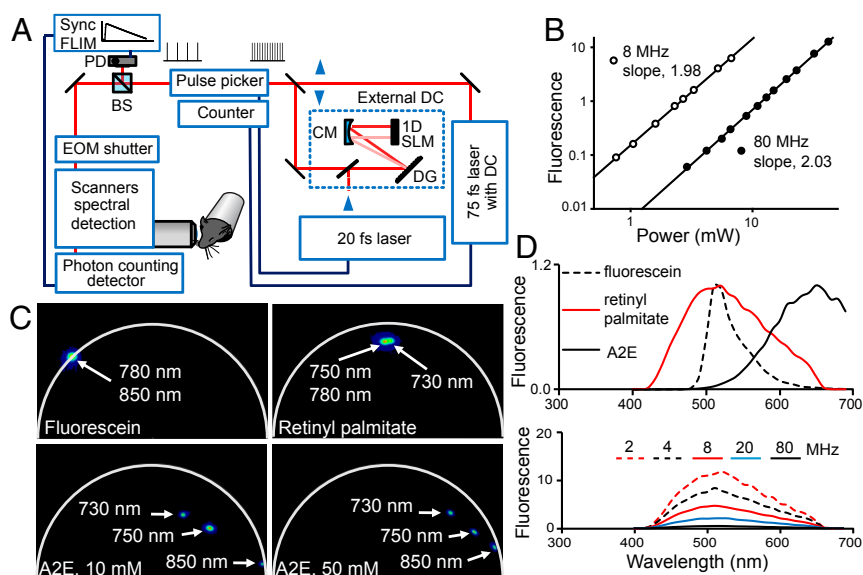 A
Sync
FLIM
PD
BS
Pulse picker
Counter
External DC
CM
1D
SLM
DG
EOM shutter
Scanners
spectral
detection
Photon counting
detector
20 fs laser
75 fs laser
with DC
B
Fluorescence
10
1
0.1
0.01
8 MHz
slope, 1.98
80 MHz
slope, 2.03
1
10
Power (mW)
C
780 nm
850 nm
Fluorescein
750 nm
780 nm
730 nm
Retinyl palmitate
730 nm
750 nm
850 nm
A2E, 10 mM
730 nm
750 nm
850 nm
A2E, 50 mM
D
Fluorescence
1.2
0.0
fluorescein
retinyl
palmitate
A2E
300 400 500 600 700
Fluorescence
20
10
0
2 4 8 20 80 MHz
300 400 500 600 700
Wavelength (nm)